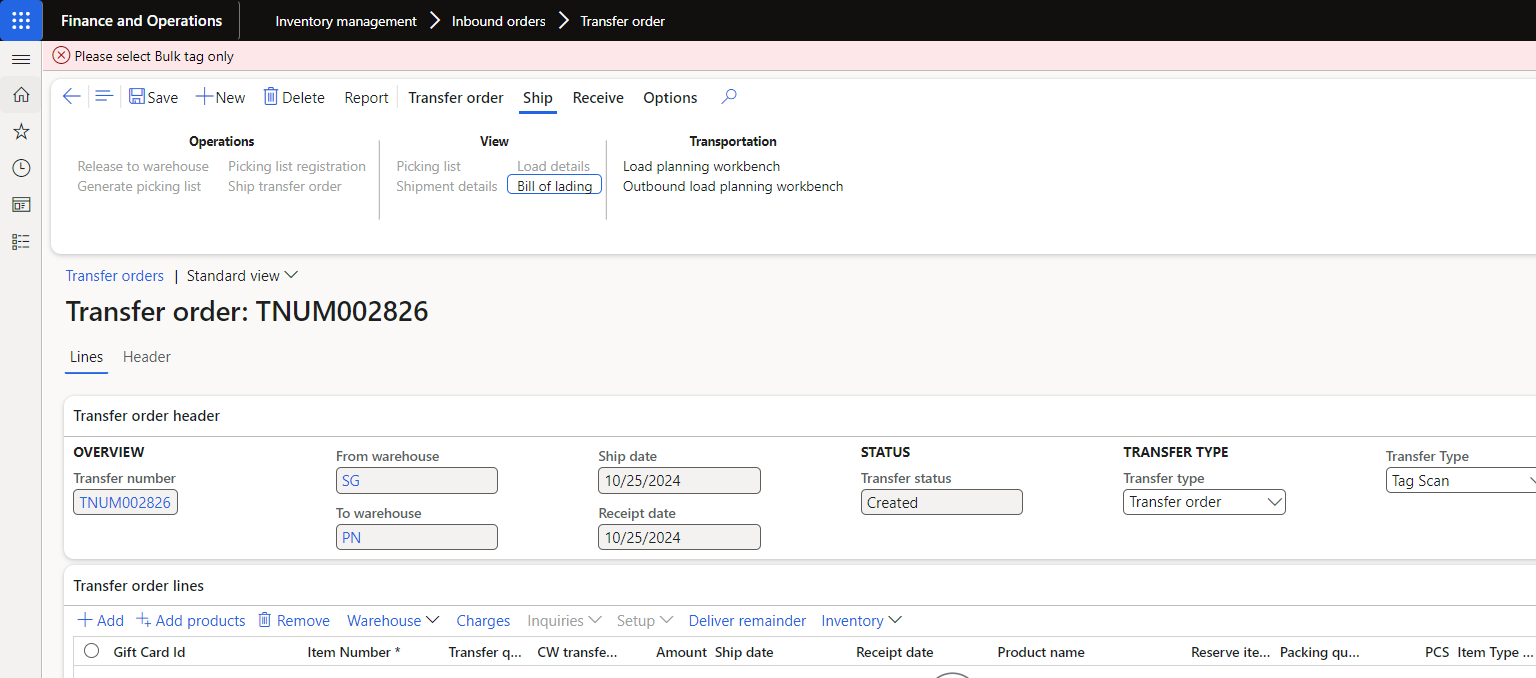 Finance and Operations Inventory management Inbound orders Transfer order
Please select Bulk tag only
Save New Delete Report Transfer order Ship Receive Options
Operations View Transportation
Release to warehouse Picking list registration Picking list Load details Load planning workbench
Generate picking list Ship transfer order Shipment details Bill of lading Outbound load planning workbench
Transfer orders | Standard view
Transfer order: TNUM002826
Lines Header
Transfer order header
OVERVIEW From warehouse Ship date STATUS TRANSFER TYPE Transfer Type
Transfer number SG 10/25/2024 Transfer status Transfer type Tag Scan
TNUM002826 To warehouse Receipt date Created Transfer order
PN 10/25/2024
Transfer order lines
Add Add products Remove Warehouse Charges Inquiries Setup Deliver remainder Inventory
Gift Card Id Item Number * Transfer q... CW transfe... Amount Ship date Receipt date Product name Reserve ite... Packing qu... PCS Item Type ...